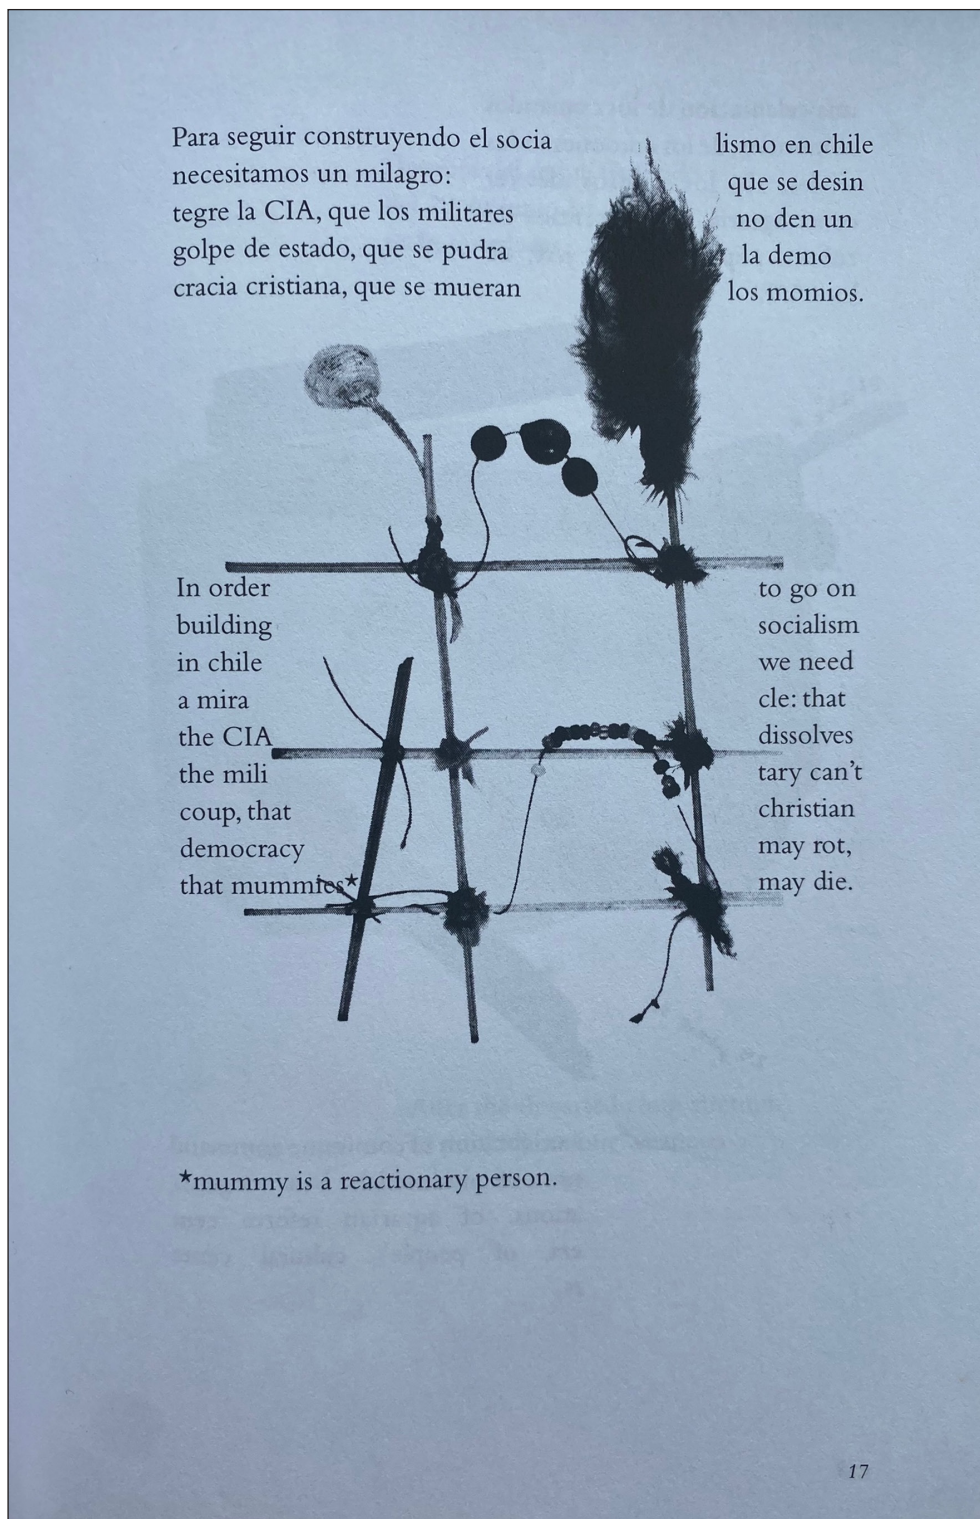 Para seguir construyendo el socia lismo en chile
necesitamos un milagro: que se desin
tegre la CIA, que los militares no den un
golpe de estado, que se pudra la demo
cracia cristiana, que se mueran los momios.
In order to go on
building socialism
in chile we need
a mira cle: that
the CIA dissolves
the mili tary can't
coup, that christian
democracy may rot,
that mummies* may die.
*mummy is a reactionary person.
17